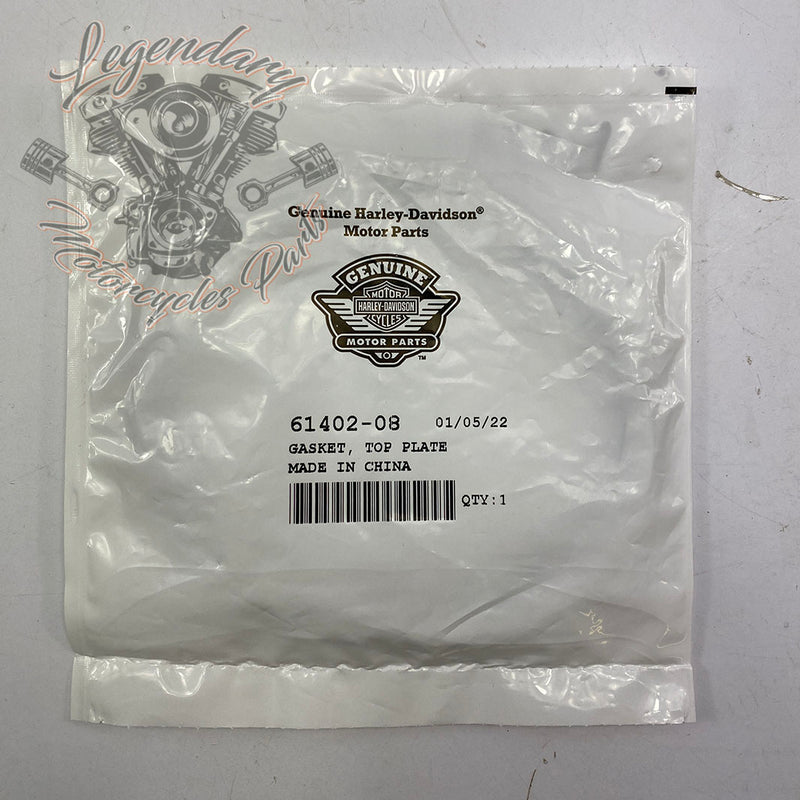 Legendary
Motorcycles Parts
Genuine Harley-Davidson®
Motor Parts
GENUINE
MOTOR
HARLEY-DAVIDSON
CYCLES
MOTOR PARTS
™
61402-08 01/05/22
GASKET, TOP PLATE
MADE IN CHINA
QTY:1